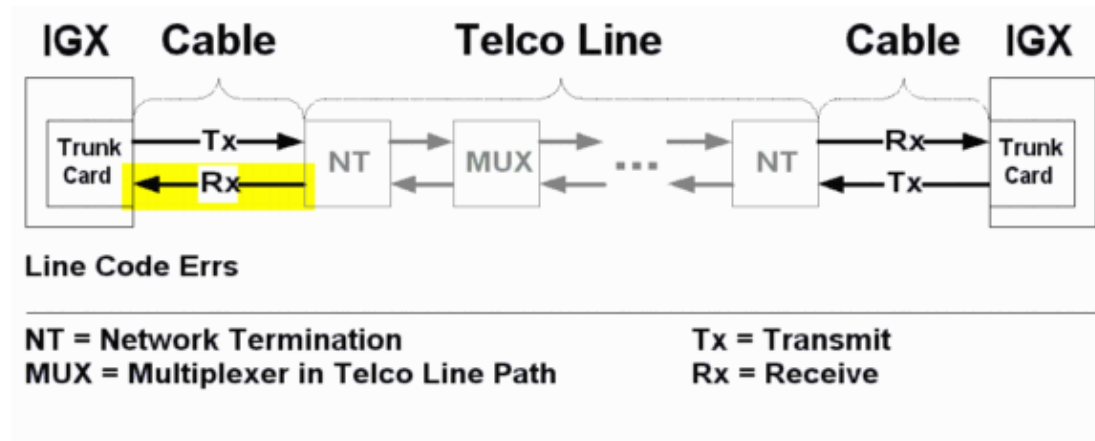 IGX Cable Telco Line Cable IGX
Trunk Card
Tx
Rx
NT
MUX
...
NT
Rx
Tx
Trunk Card
Line Code Errs
NT = Network Termination Tx = Transmit
MUX = Multiplexer in Telco Line Path Rx = Receive